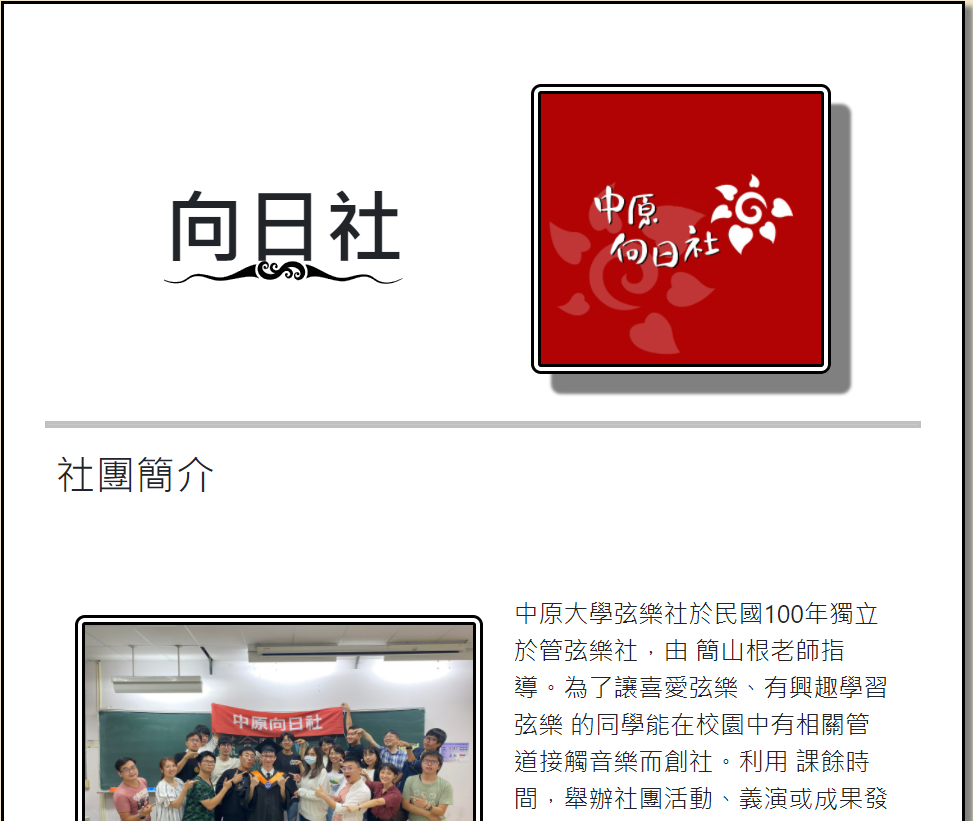 向日社
中原
向日社
社團簡介
中原大學弦樂社於民國100年獨立
於管弦樂社，由 簡山根老師指
導。為了讓喜愛弦樂、有興趣學習
弦樂 的同學能在校園中有相關管
道接觸音樂而創社。利用 課餘時
間，舉辦社團活動、義演或成果發
中原向日社